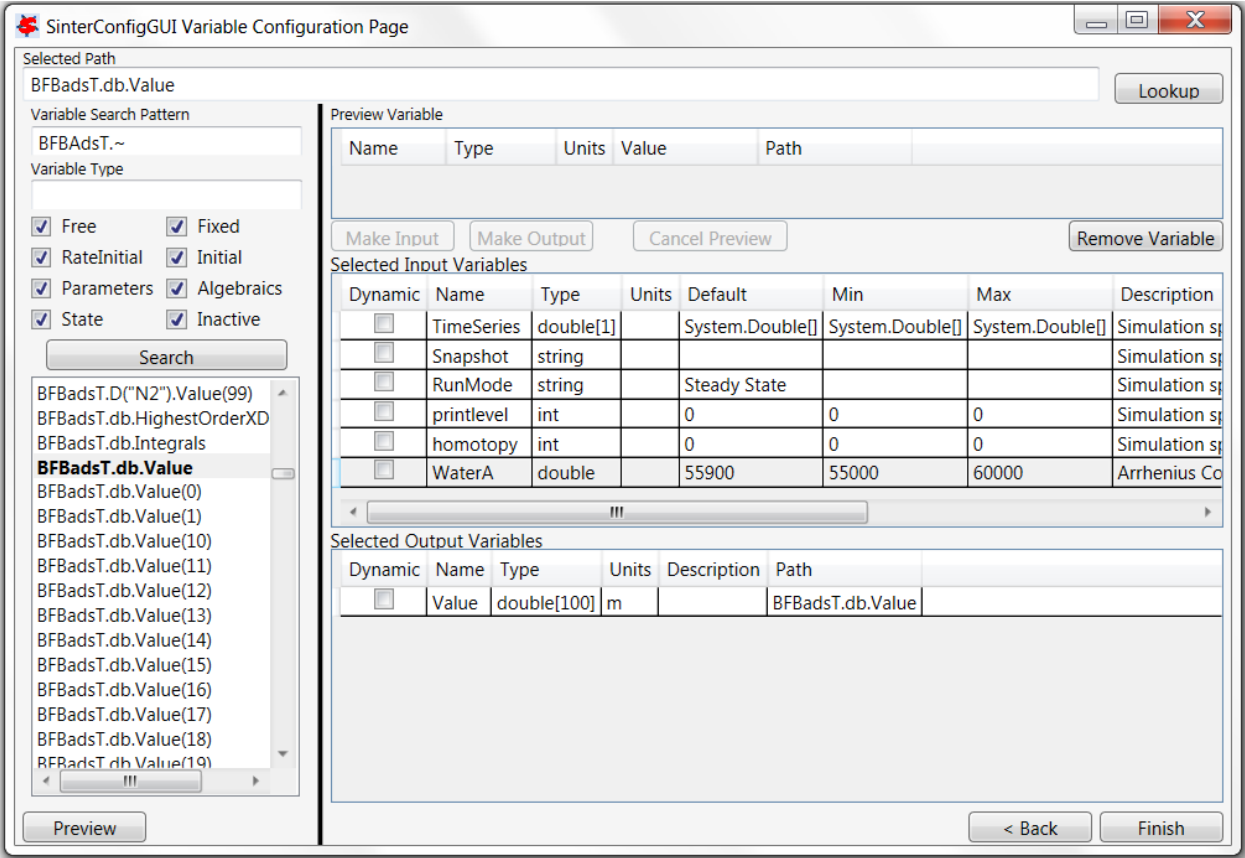 SinterConfigGUI Variable Configuration Page
Selected Path
BFBadsT.db.Value
Lookup
Variable Search Pattern
BFBAdsT.~
Variable Type
Free Fixed
RateInitial Initial
Parameters Algebraics
State Inactive
Search
BFBadsT.D("N2").Value(99)
BFBadsT.db.HighestOrderXD
BFBadsT.db.Integrals
BFBadsT.db.Value
BFBadsT.db.Value(0)
BFBadsT.db.Value(1)
BFBadsT.db.Value(10)
BFBadsT.db.Value(11)
BFBadsT.db.Value(12)
BFBadsT.db.Value(13)
BFBadsT.db.Value(14)
BFBadsT.db.Value(15)
BFBadsT.db.Value(16)
BFBadsT.db.Value(17)
BFBadsT.db.Value(18)
BFBadsT.db.Value(19)
Preview
Preview Variable
Name Type Units Value Path
Make Input Make Output Cancel Preview Remove Variable
Selected Input Variables
Dynamic Name Type Units Default Min Max Description
TimeSeries double[1] System.Double[] System.Double[] System.Double[] Simulation s
Snapshot string Simulation s
RunMode string Steady State Simulation s
printlevel int 0 0 0 Simulation s
homotopy int 0 0 0 Simulation s
WaterA double 55900 55000 60000 Arrhenius Co
Selected Output Variables
Dynamic Name Type Units Description Path
Value double[100] m BFBadsT.db.Value
< Back Finish